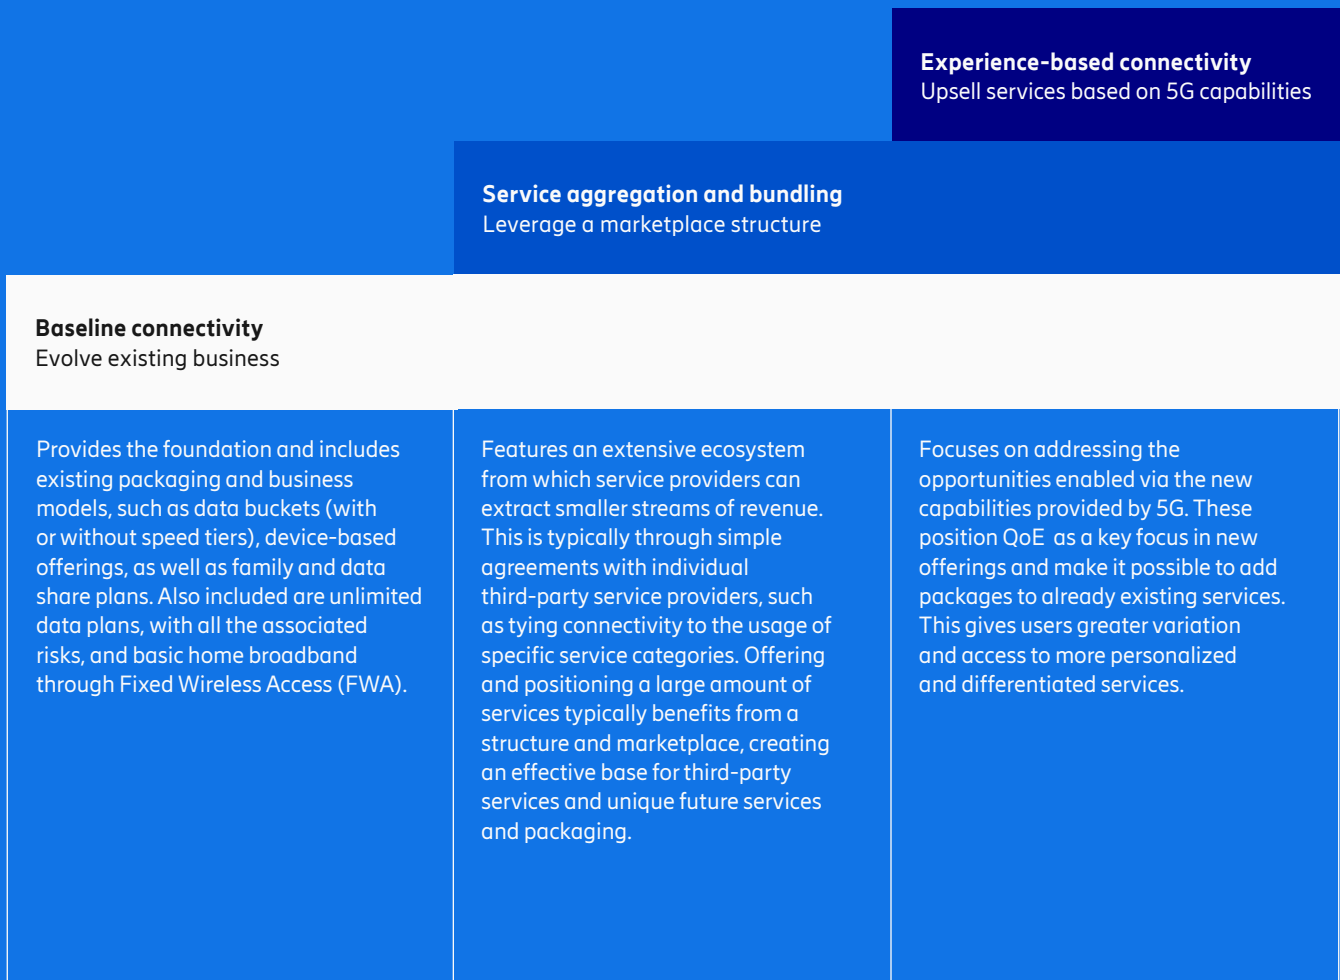 Experience-based connectivity
Upsell services based on 5G capabilities
Service aggregation and bundling
Leverage a marketplace structure
Baseline connectivity
Evolve existing business
Provides the foundation and includes
existing packaging and business
models, such as data buckets (with
or without speed tiers), device-based
offerings, as well as family and data
share plans. Also included are unlimited
data plans, with all the associated
risks, and basic home broadband
through Fixed Wireless Access (FWA).
Features an extensive ecosystem
from which service providers can
extract smaller streams of revenue.
This is typically through simple
agreements with individual
third-party service providers, such
as tying connectivity to the usage of
specific service categories. Offering
and positioning a large amount of
services typically benefits from a
structure and marketplace, creating
an effective base for third-party
services and unique future services
and packaging.
Focuses on addressing the
opportunities enabled via the new
capabilities provided by 5G. These
position QoE as a key focus in new
offerings and make it possible to add
packages to already existing services.
This gives users greater variation
and access to more personalized
and differentiated services.